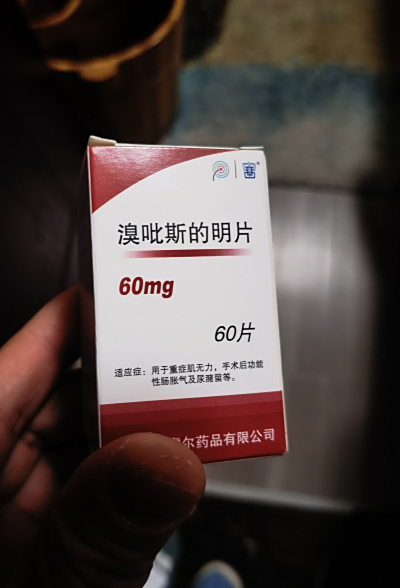 溴吡斯的明片
60mg
60片
适应症：用于重症肌无力，手术后功能
性肠胀气及尿潴留等。
尔药品有限公司